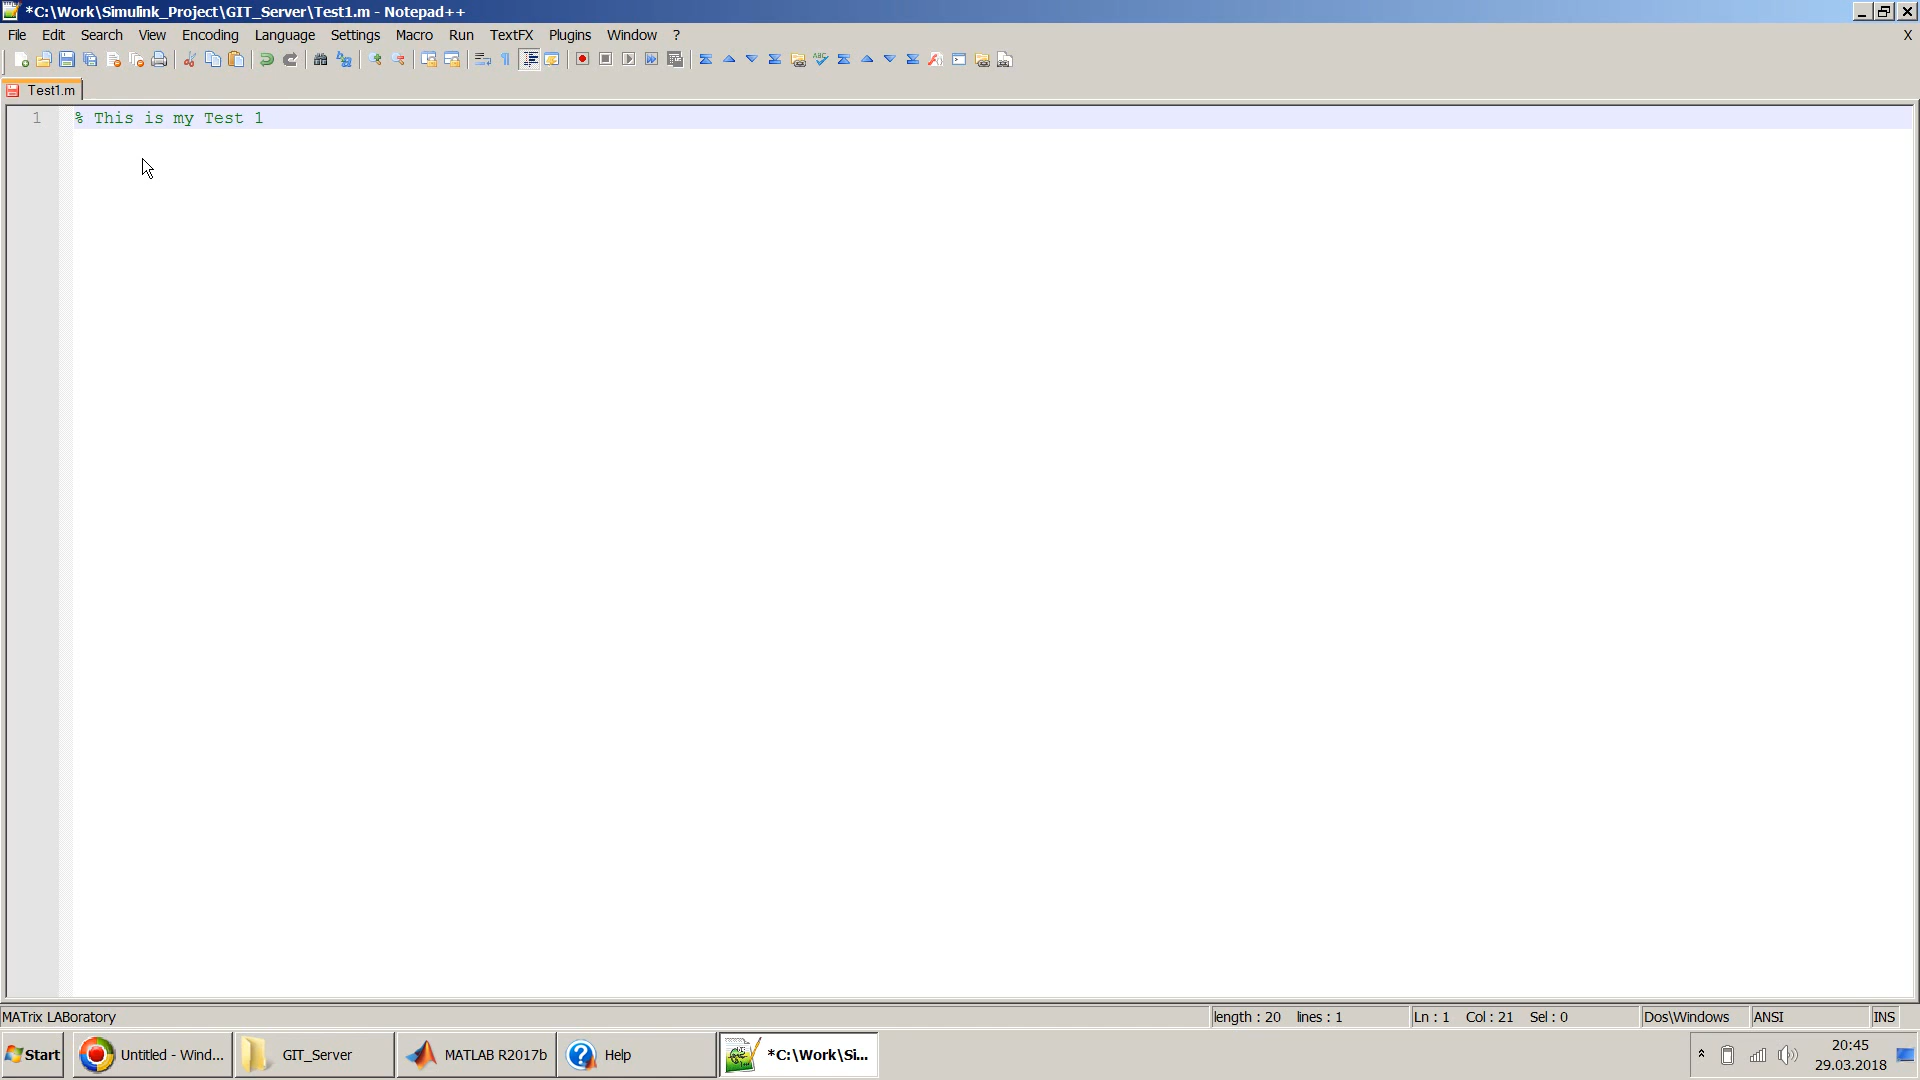 *C:\Work\Simulink_Project\GIT_Server\Test1.m - Notepad++
File Edit Search View Encoding Language Settings Macro Run TextFX Plugins Window ? X
Test1.m
1 % This is my Test 1
MATrix LABoratory length : 20 lines : 1 Ln : 1 Col : 21 Sel : 0 Dos\Windows ANSI INS
Start Untitled - Wind... GIT_Server MATLAB R2017b Help *C:\Work\Si... 20:45
29.03.2018